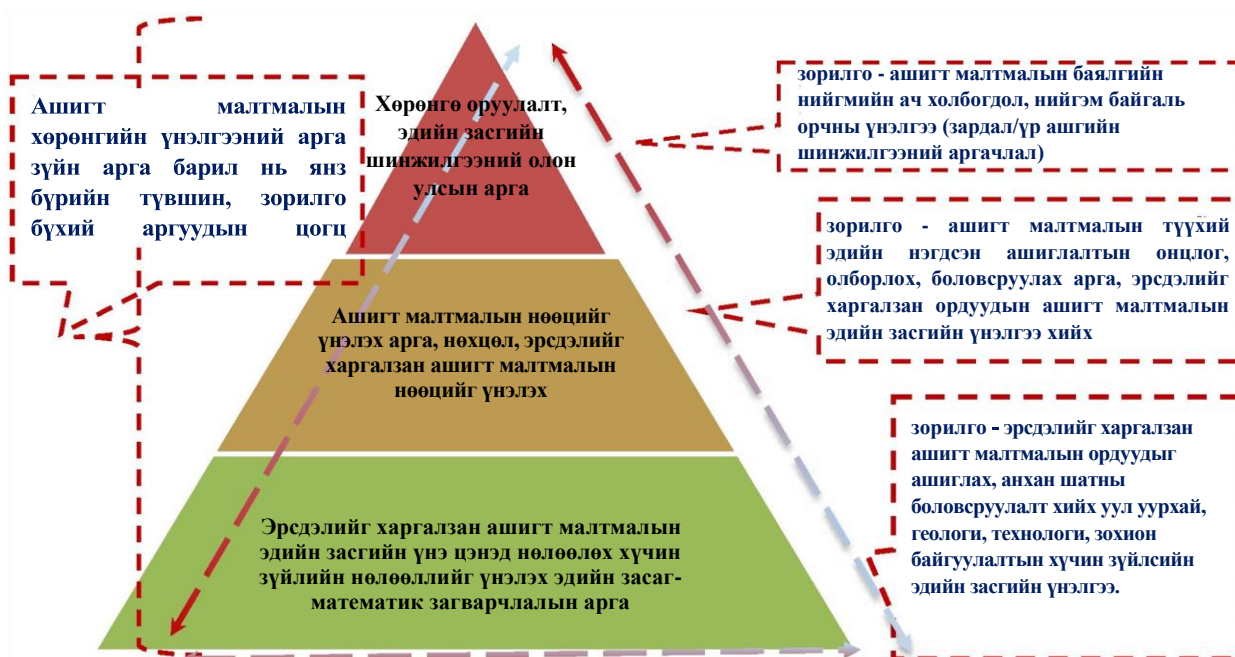 Ашигт малтмалын
хөрөнгийн үнэлгээний арга
зүйн арга барил нь янз
бүрийн түвшин, зорилго
бүхий аргуудын цогц
Хөрөнгө оруулалт,
эдийн засгийн
шинжилгээний олон
улсын арга
Ашигт малтмалын нөөцийг
үнэлэх арга, нөхцөл, эрсдэлийг
харгалзан ашигт малтмалын
нөөцийг үнэлэх
Эрсдэлийг харгалзан ашигт малтмалын
эдийн засгийн үнэ цэнэд нөлөөлөх хүчин
зүйлийн нөлөөллийг үнэлэх эдийн засаг-
математик загварчлалын арга
зорилго - ашигт малтмалын баялгийн
нийгмийн ач холбогдол, нийгэм байгаль
орчны үнэлгээ (зардал/үр ашгийн
шинжилгээний аргачлал)
зорилго - ашигт малтмалын түүхий
эдийн нэгдсэн ашиглалтын онцлог,
олборлох, боловсруулах арга, эрсдэлийг
харгалзан ордуудын ашигт малтмалын
эдийн засгийн үнэлгээ хийх
зорилго - эрсдэлийг харгалзан
ашигт малтмалын ордуудыг
ашиглах, анхан шатны
боловсруулалт хийх уул уурхай,
геологи, технологи, зохион
байгуулалтын хүчин зүйлсийн
эдийн засгийн үнэлгээ.